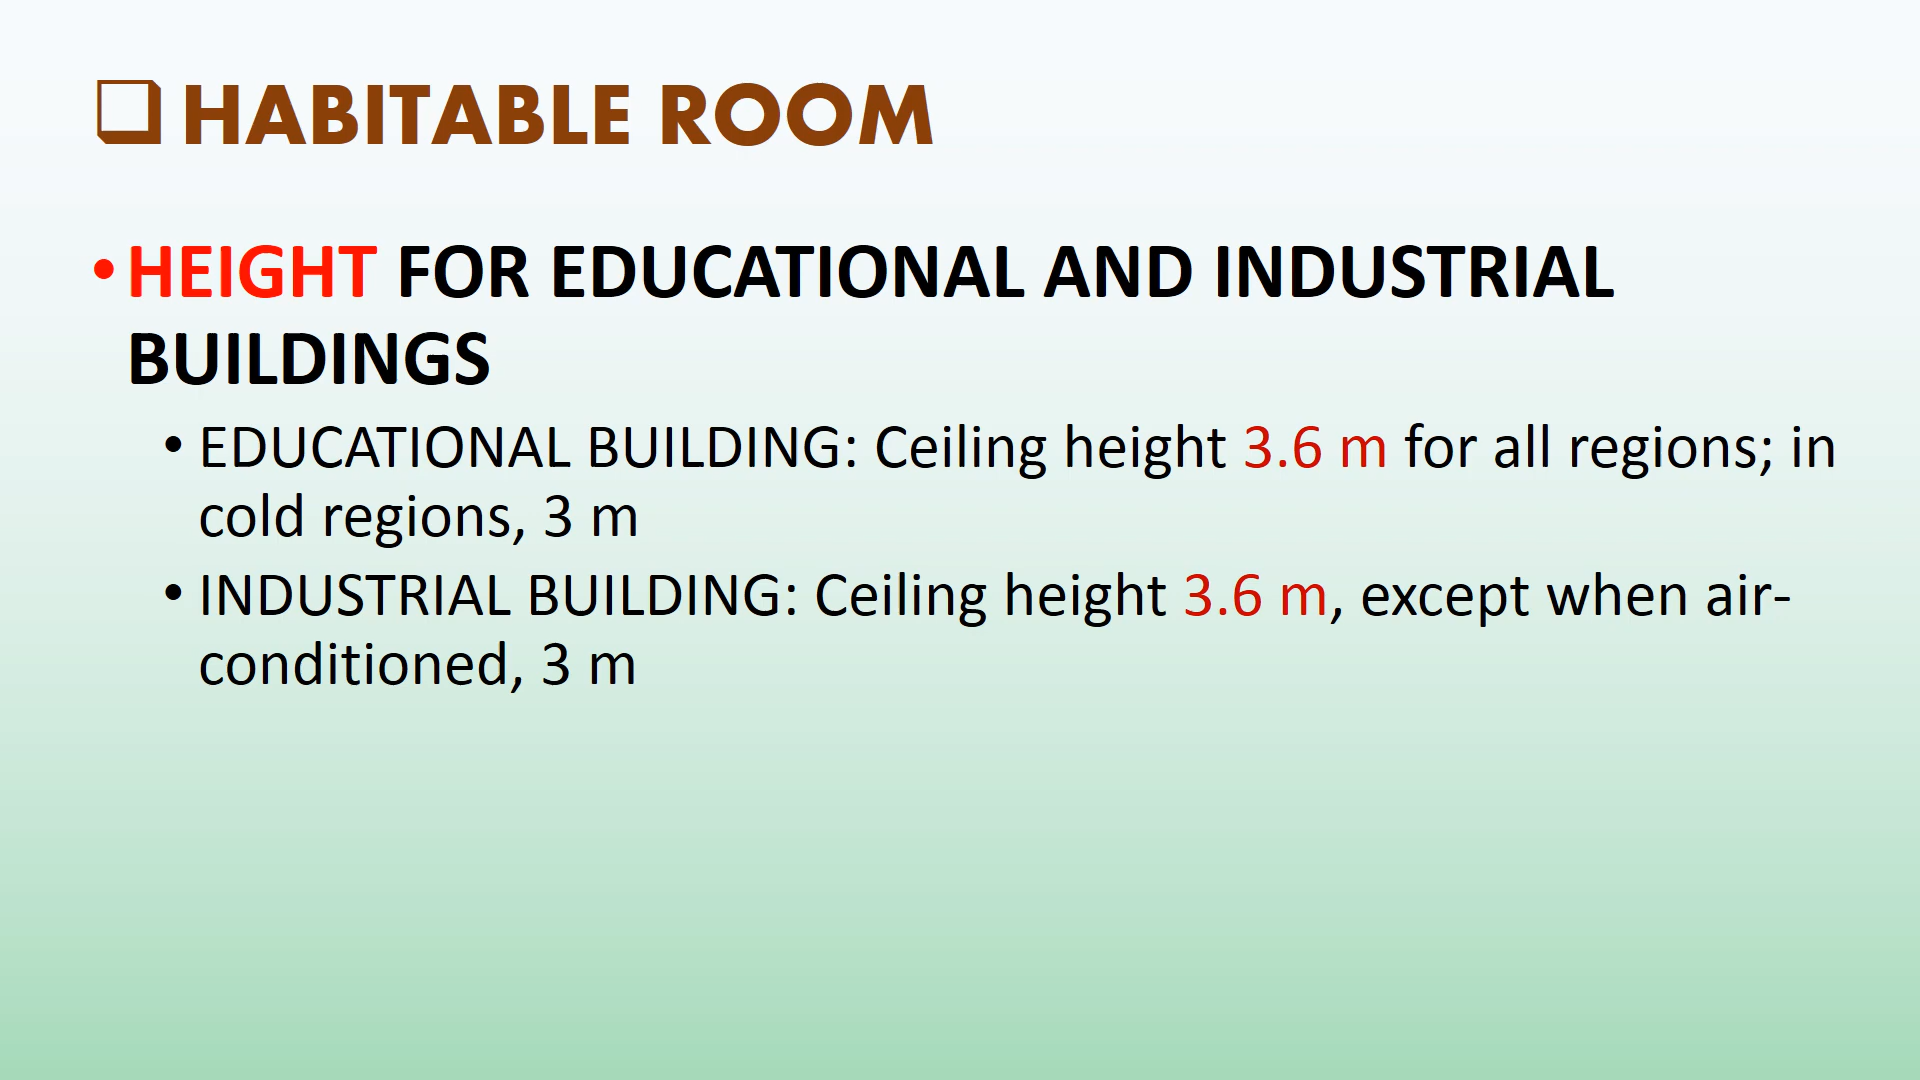 ❑ HABITABLE ROOM
• HEIGHT FOR EDUCATIONAL AND INDUSTRIAL
BUILDINGS
• EDUCATIONAL BUILDING: Ceiling height 3.6 m for all regions; in
cold regions, 3 m
• INDUSTRIAL BUILDING: Ceiling height 3.6 m, except when air-
conditioned, 3 m